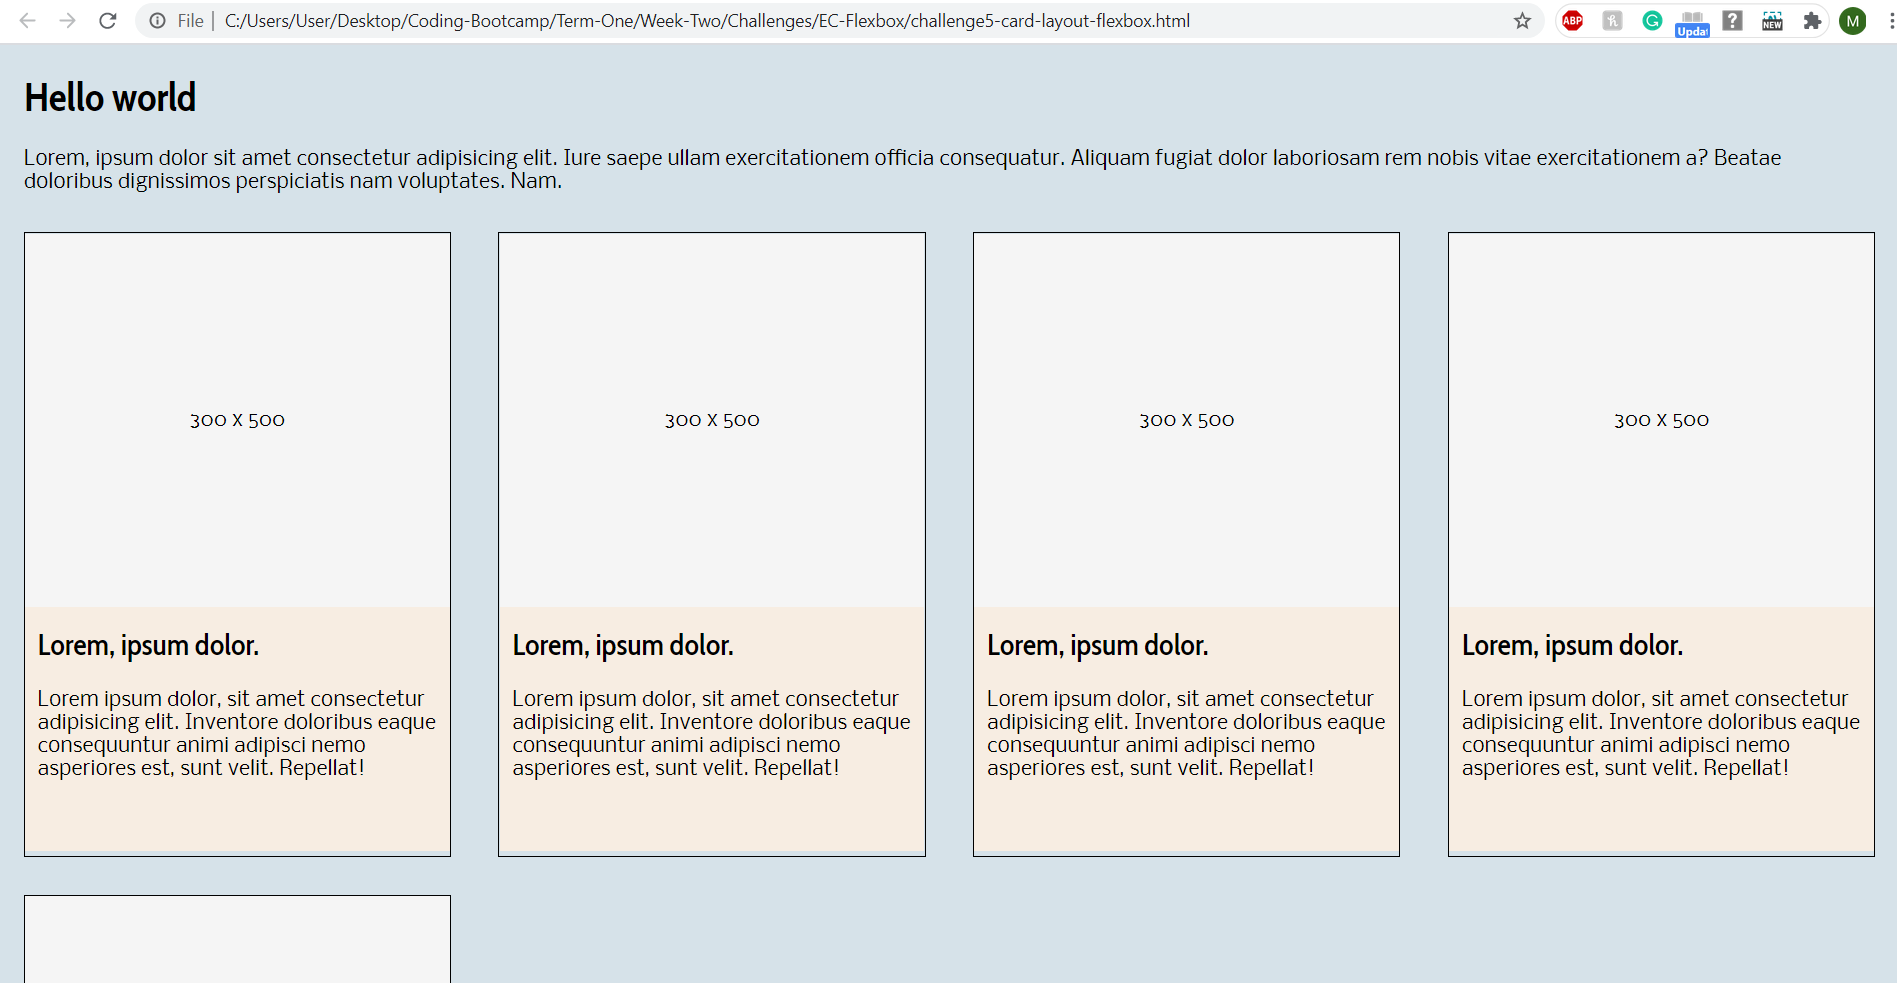 File | C:/Users/User/Desktop/Coding-Bootcamp/Term-One/Week-Two/Challenges/EC-Flexbox/challenge5-card-layout-flexbox.html
ABP
Updat
?
NEW
M
Hello world
Lorem, ipsum dolor sit amet consectetur adipisicing elit. Iure saepe ullam exercitationem officia consequatur. Aliquam fugiat dolor laboriosam rem nobis vitae exercitationem a? Beatae
doloribus dignissimos perspiciatis nam voluptates. Nam.
300 X 500
300 X 500
300 X 500
300 X 500
Lorem, ipsum dolor.
Lorem ipsum dolor, sit amet consectetur
adipisicing elit. Inventore doloribus eaque
consequuntur animi adipisci nemo
asperiores est, sunt velit. Repellat!
Lorem, ipsum dolor.
Lorem ipsum dolor, sit amet consectetur
adipisicing elit. Inventore doloribus eaque
consequuntur animi adipisci nemo
asperiores est, sunt velit. Repellat!
Lorem, ipsum dolor.
Lorem ipsum dolor, sit amet consectetur
adipisicing elit. Inventore doloribus eaque
consequuntur animi adipisci nemo
asperiores est, sunt velit. Repellat!
Lorem, ipsum dolor.
Lorem ipsum dolor, sit amet consectetur
adipisicing elit. Inventore doloribus eaque
consequuntur animi adipisci nemo
asperiores est, sunt velit. Repellat!